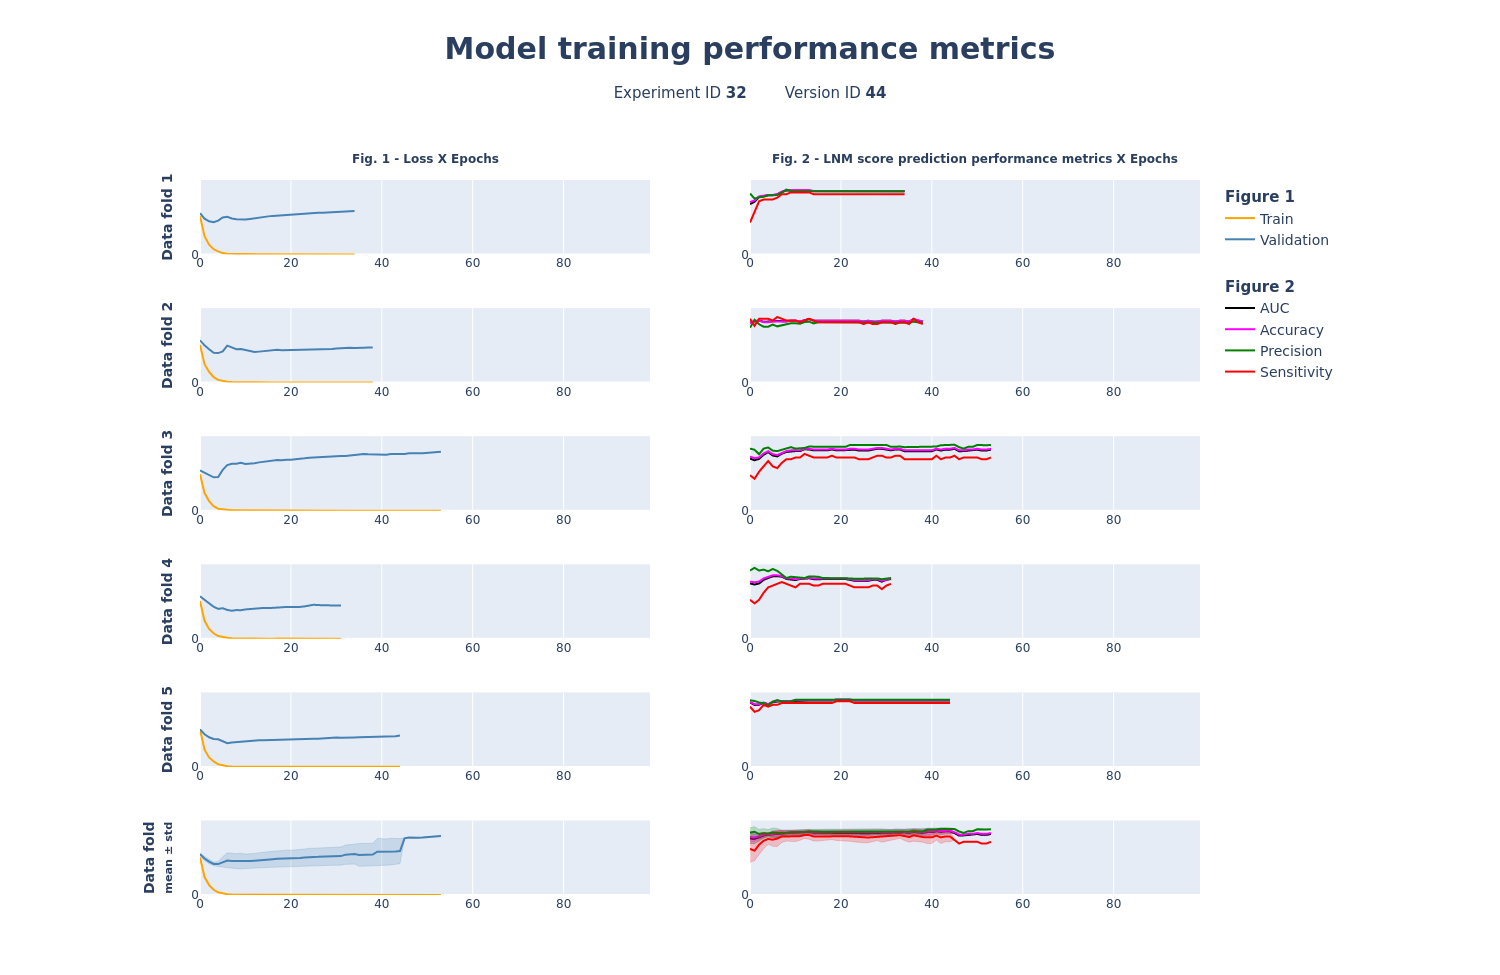 Model training performance metrics
Experiment ID 32 Version ID 44
Fig. 1 - Loss X Epochs
Fig. 2 - LNM score prediction performance metrics X Epochs
Data fold 1
0
0 20 40 60 80
0
0 20 40 60 80
Figure 1
Train
Validation
Figure 2
AUC
Accuracy
Precision
Sensitivity
Data fold 2
0
0 20 40 60 80
0
0 20 40 60 80
Data fold 3
0
0 20 40 60 80
0
0 20 40 60 80
Data fold 4
0
0 20 40 60 80
0
0 20 40 60 80
Data fold 5
0
0 20 40 60 80
0
0 20 40 60 80
Data fold
mean ± std
0
0 20 40 60 80
0
0 20 40 60 80